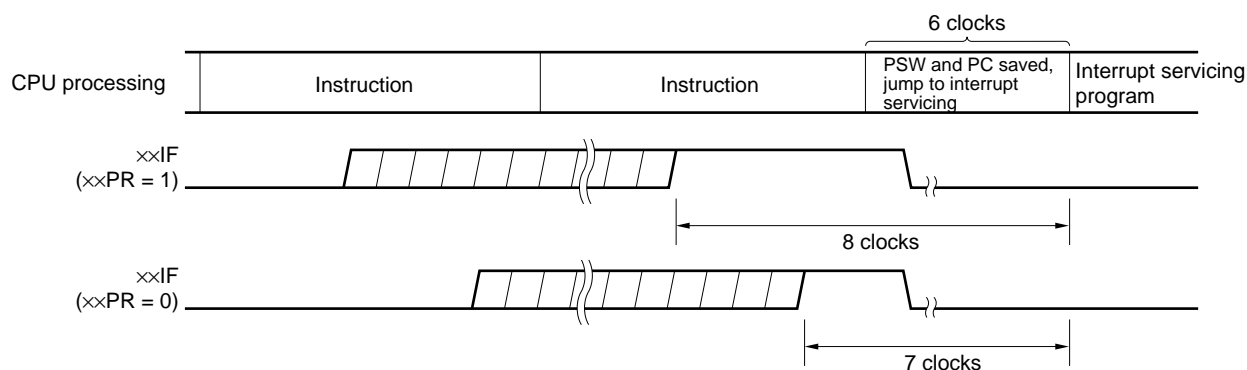 6 clocks
CPU processing
Instruction
Instruction
PSW and PC saved,
jump to interrupt
servicing
Interrupt servicing
program
××IF
(××PR = 1)
8 clocks
××IF
(××PR = 0)
7 clocks